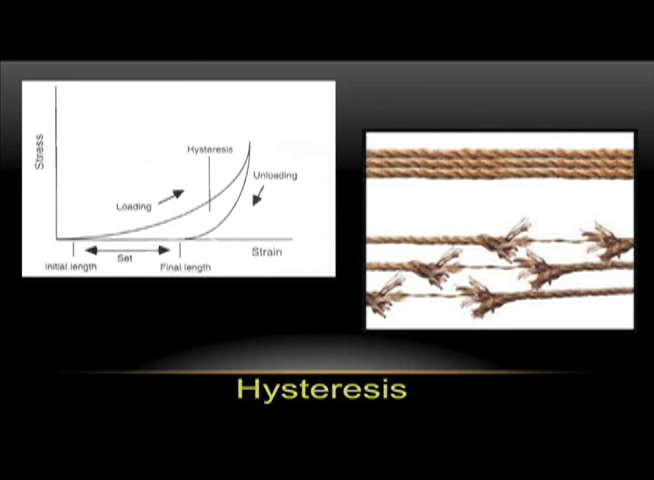 Stress
Hysteresis
Unloading
Loading
Set
Strain
Initial length
Final length
Hysteresis